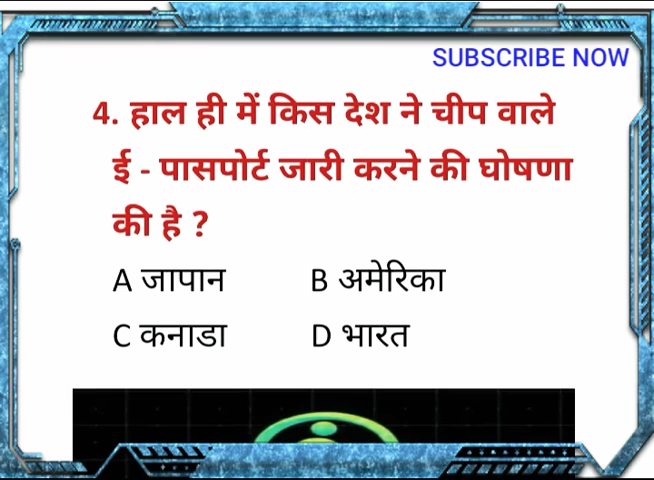 SUBSCRIBE NOW
4. हाल ही में किस देश ने चीप वाले
ई - पासपोर्ट जारी करने की घोषणा
की है ?
A जापान B अमेरिका
C कनाडा D भारत